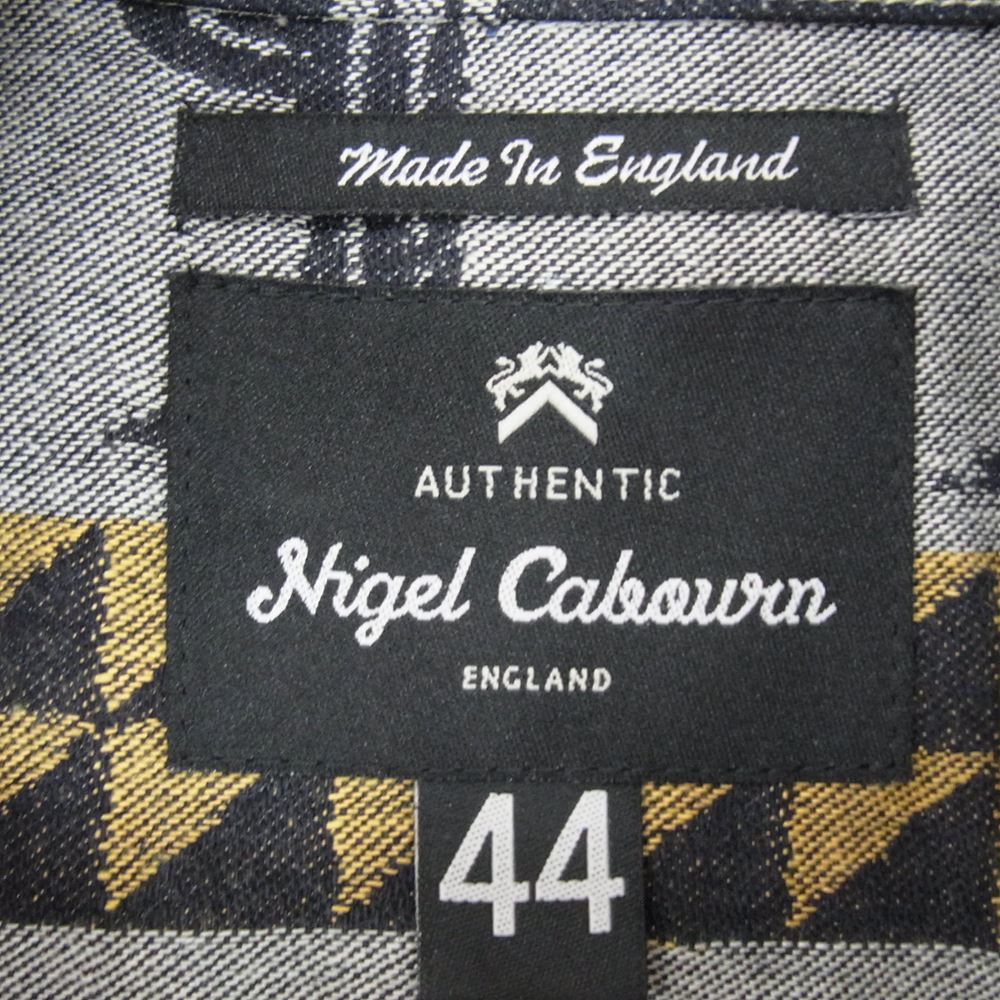 Made In England
AUTHENTIC
Nigel Cabourn
ENGLAND
44